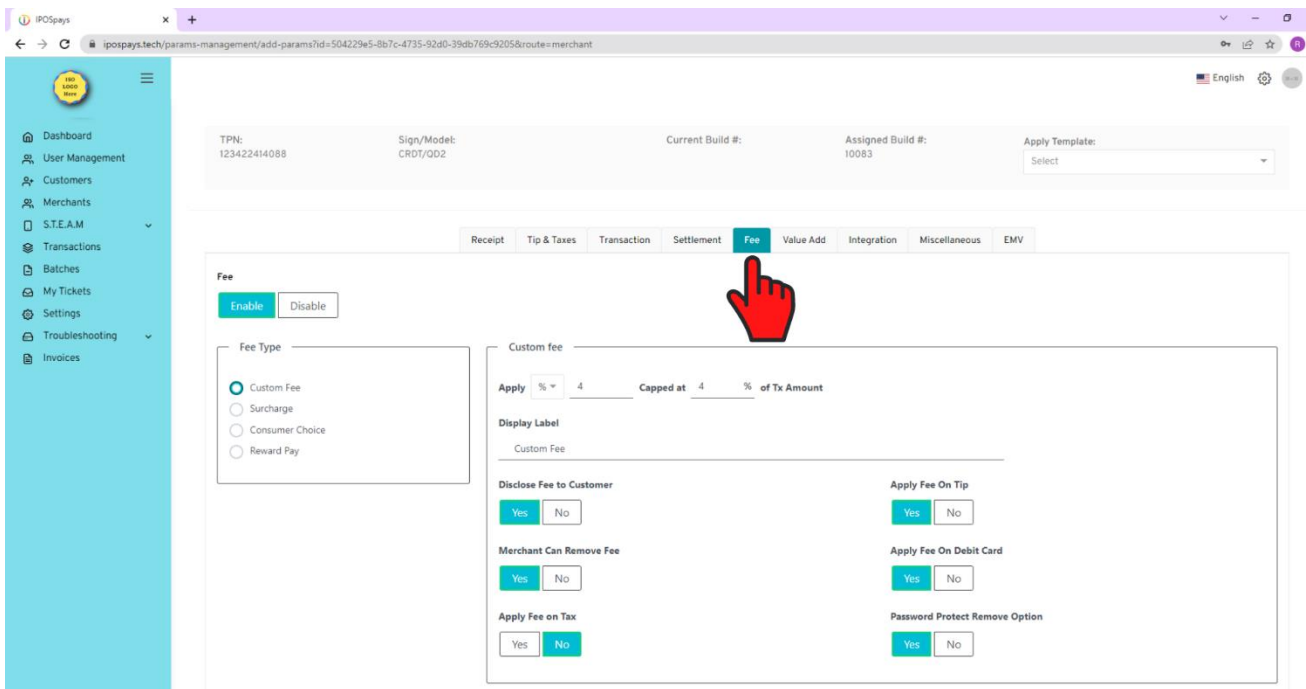 IPOSpays
ipospays.tech/params-management/add-params?id=504229e5-8b7c-4735-92d0-39db769c9205&route=merchant
R
ISO
LOGO
Here
English
Dashboard
User Management
Customers
Merchants
S.T.E.A.M
Transactions
Batches
My Tickets
Settings
Troubleshooting
Invoices
TPN:
123422414088
Sign/Model:
CRDT/QD2
Current Build #:
Assigned Build #:
10083
Apply Template:
Select
Receipt Tip & Taxes Transaction Settlement Fee Value Add Integration Miscellaneous EMV
Fee
Enable Disable
Fee Type
Custom Fee
Surcharge
Consumer Choice
Reward Pay
Custom fee
Apply % 4 Capped at 4 % of Tx Amount
Display Label
Custom Fee
Disclose Fee to Customer
Yes No
Apply Fee On Tip
Yes No
Merchant Can Remove Fee
Yes No
Apply Fee On Debit Card
Yes No
Apply Fee on Tax
Yes No
Password Protect Remove Option
Yes No